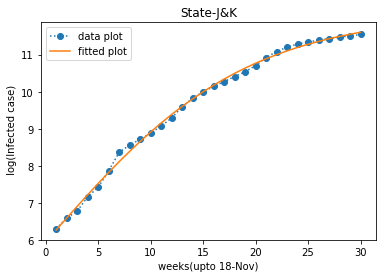 State-J&K
data plot
fitted plot
log(Infected case)
11
10
9
8
7
6
0
5
10
15
20
25
30
weeks(upto 18-Nov)